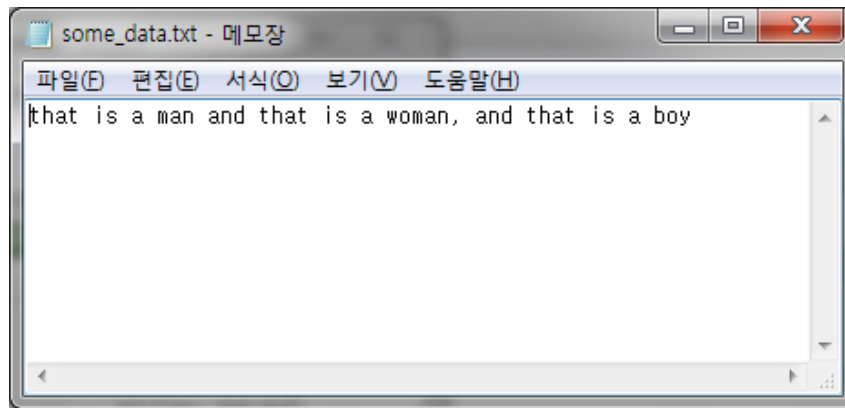 some_data.txt - 메모장
파일(F) 편집(E) 서식(O) 보기(V) 도움말(H)
that is a man and that is a woman, and that is a boy